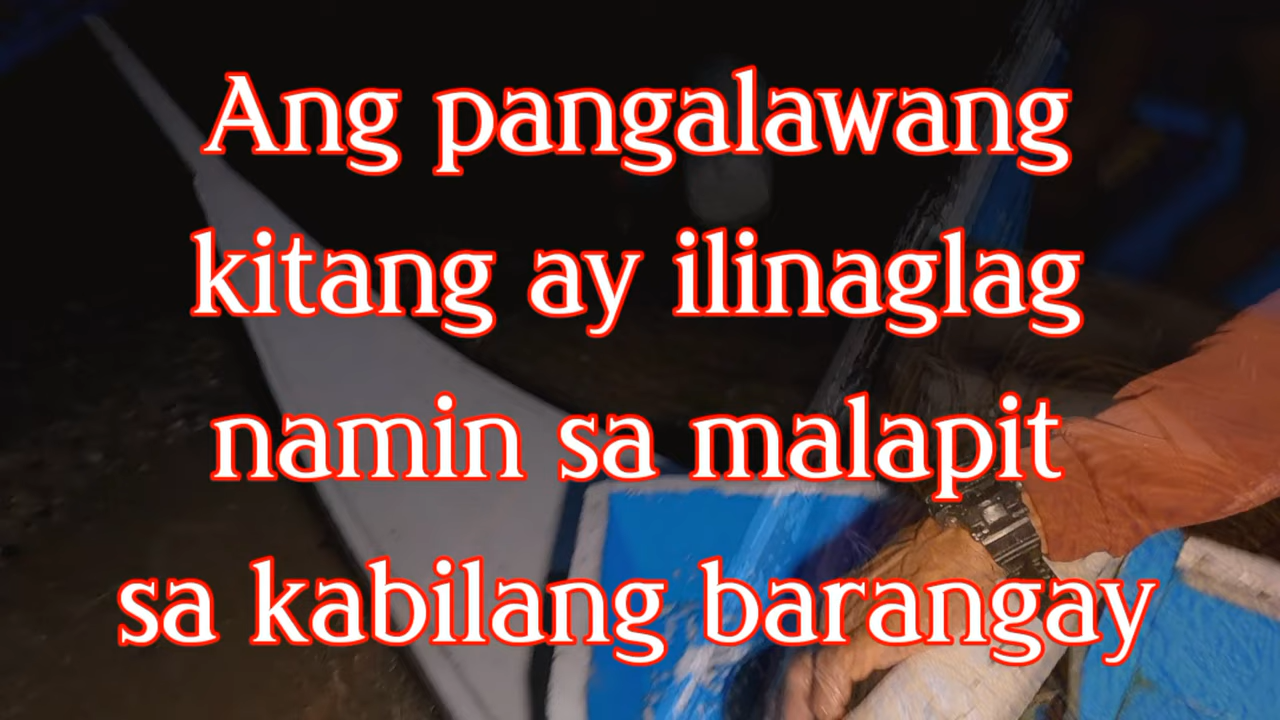 Ang pangalawang
kitang ay ilinaglag
namin sa malapit
sa kabilang barangay